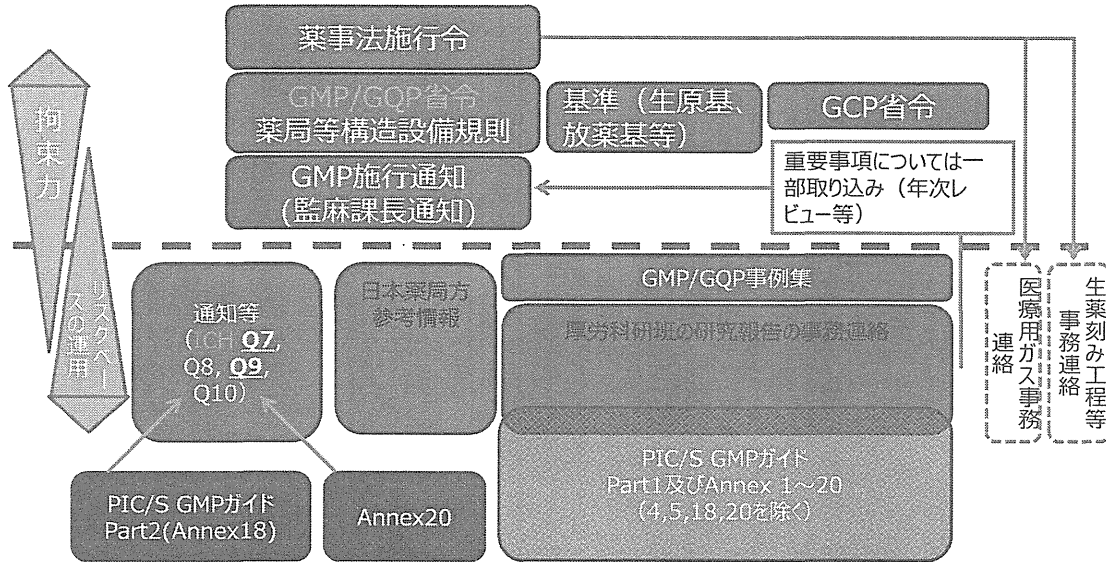 薬事法施行令
拘束力
GMP/GQP省令
薬局等構造設備規則
基準（生原基、
放薬基等）
GCP省令
GMP施行通知
(監麻課長通知)
重要事項については一
部取り込み（年次レ
ビュー等）
リスクベー
スの運用
通知等
（ICH Q7,
Q8, Q9,
Q10）
日本薬局方
参考情報
GMP/GQP事例集
厚労科研班の研究報告の事務連絡
医療用ガス事務
連絡
生薬刻み工程等
事務連絡
PIC/S GMPガイド
Part2(Annex18)
Annex20
PIC/S GMPガイド
Part1及びAnnex 1～20
（4,5,18,20を除く）